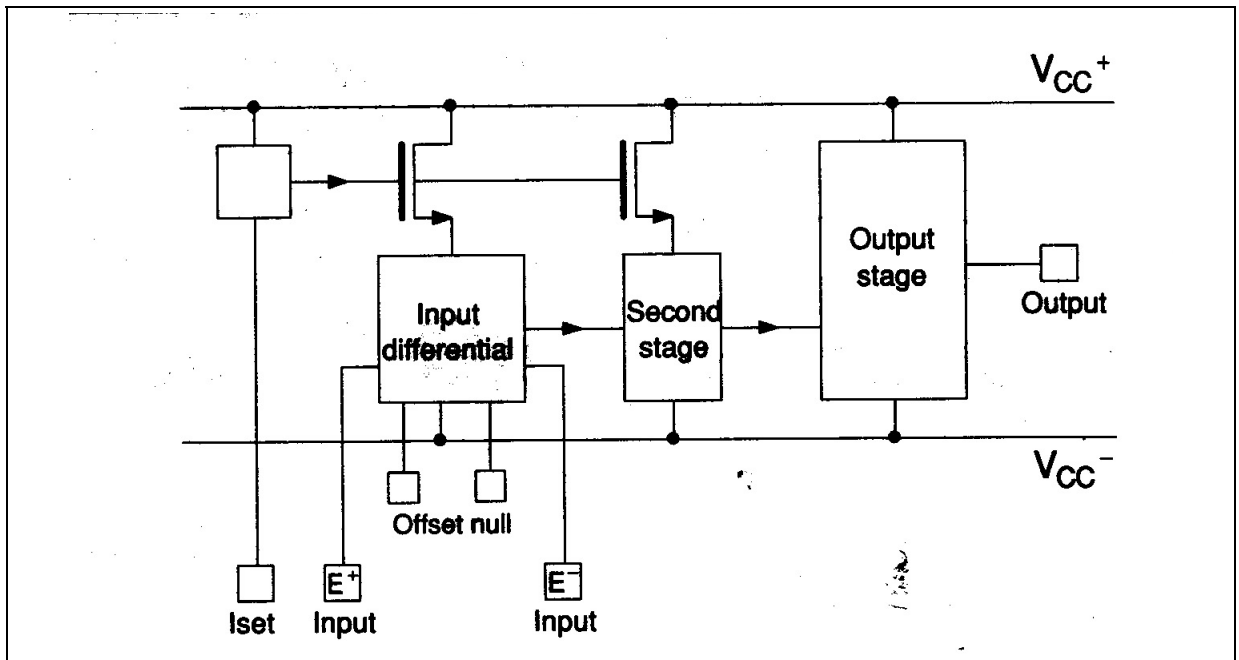 VCC+
Output
stage
Output
Input
differential
Second
stage
VCC−
Offset null
E+
E−
Iset
Input
Input